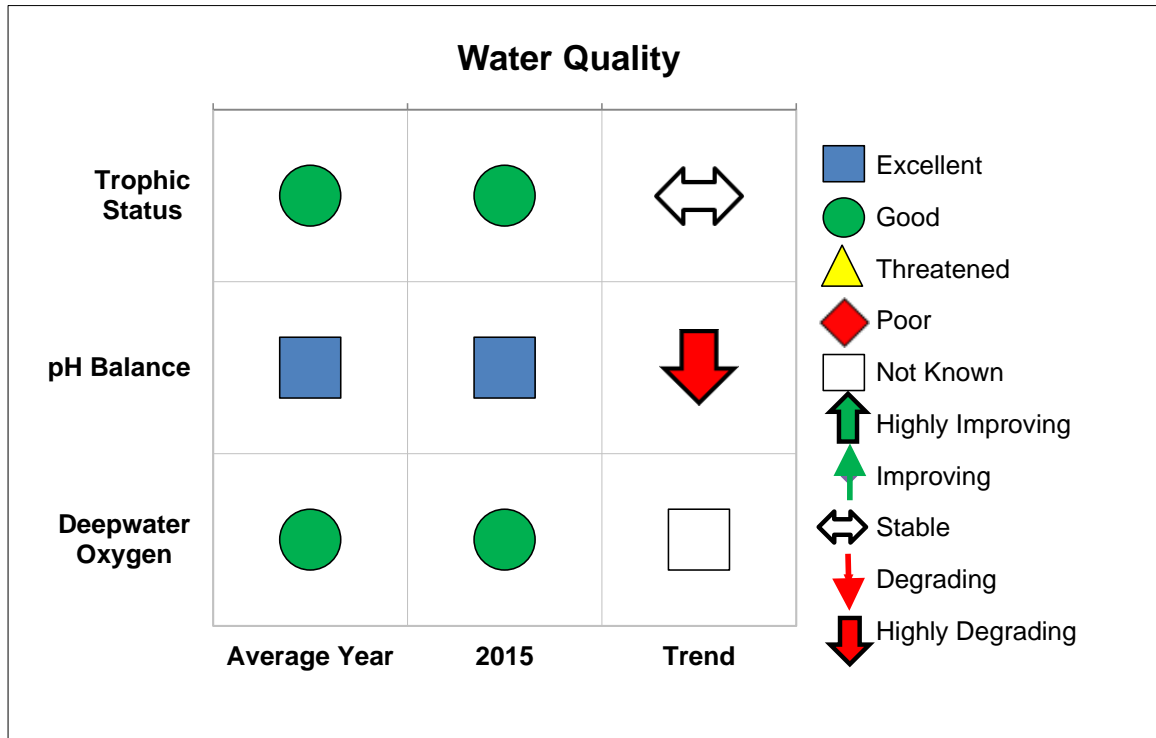 Water Quality
Trophic
Status
pH Balance
Deepwater
Oxygen
Average Year
2015
Trend
Excellent
Good
Threatened
Poor
Not Known
Highly Improving
Improving
Stable
Degrading
Highly Degrading